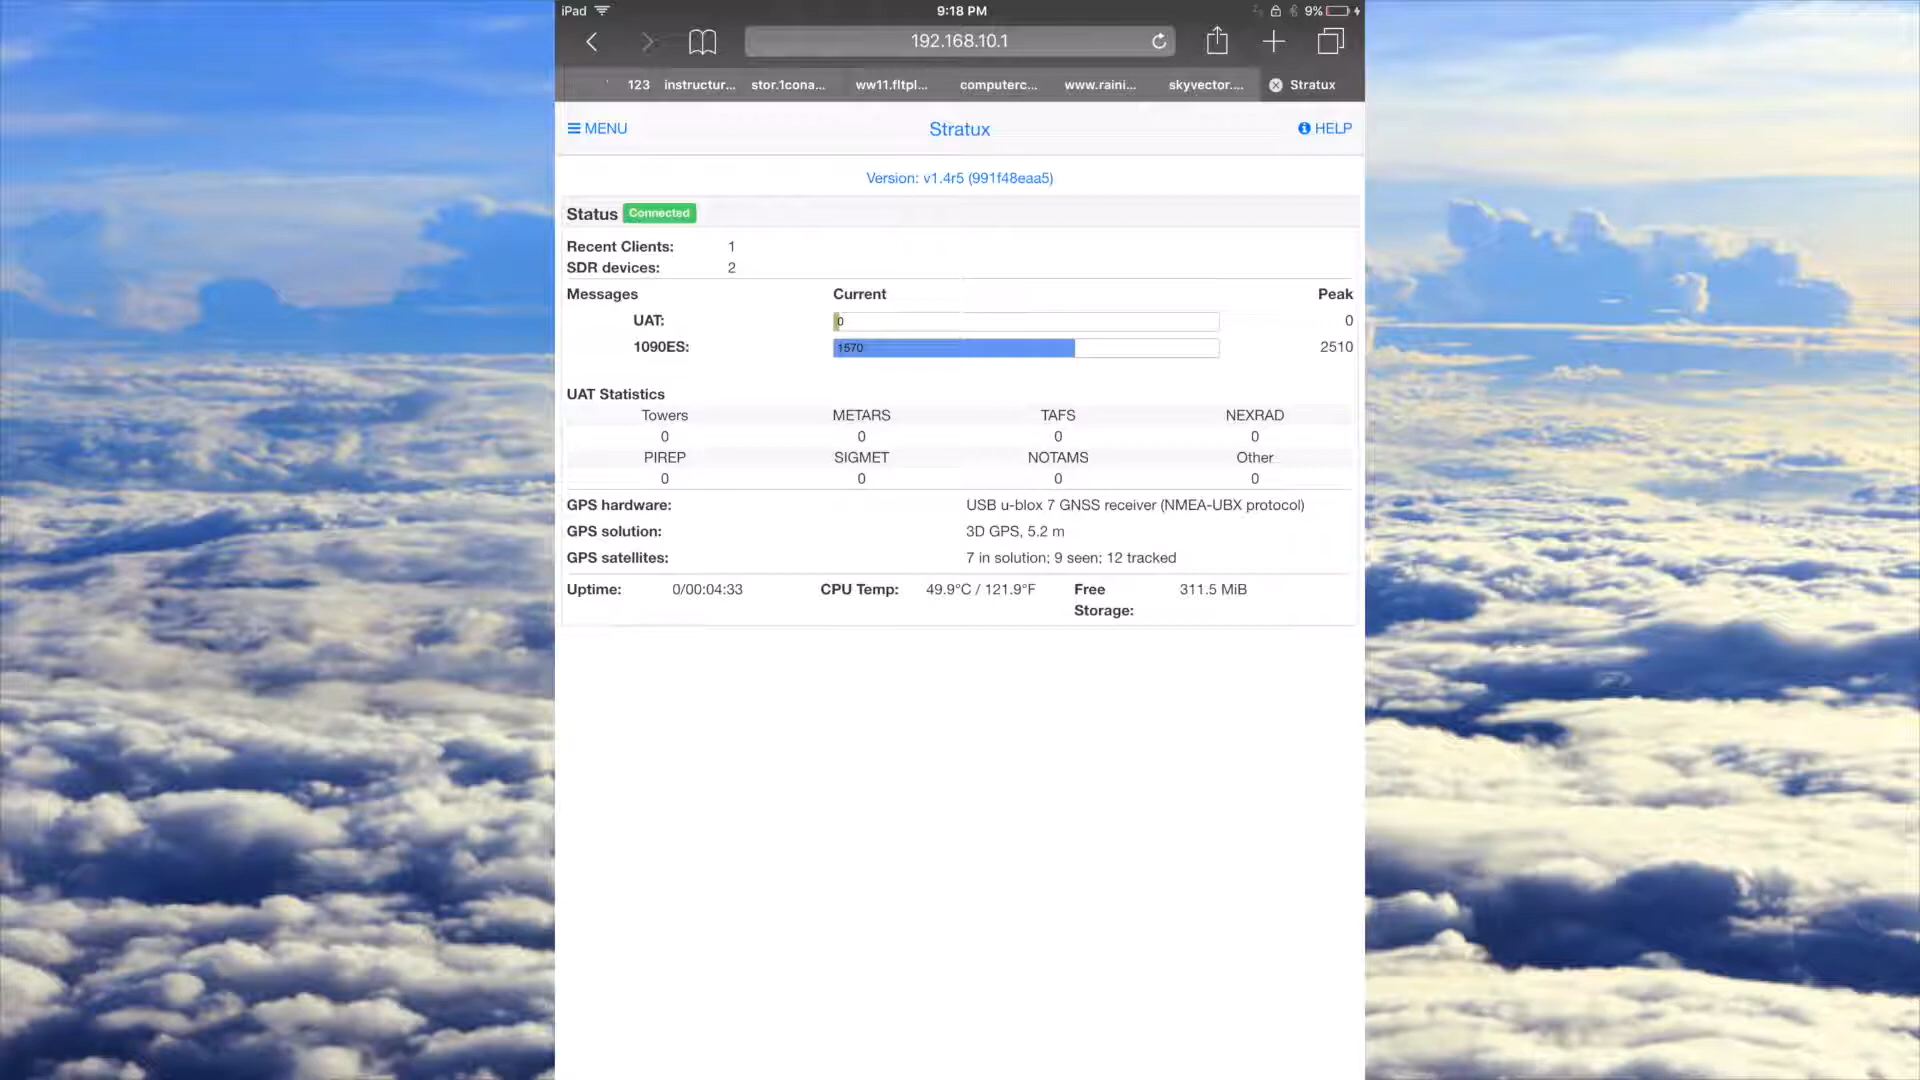 iPad 9:18 PM 9%
192.168.10.1
123 instructur... stor.1cona... ww11.fltpl... computerc... www.raini... skyvector.... Stratux
MENU Stratux HELP
Version: v1.4r5 (991f48eaa5)
Status Connected
Recent Clients: 1
SDR devices: 2
Messages Current Peak
UAT: 0 0
1090ES: 1570 2510
UAT Statistics
Towers METARS TAFS NEXRAD
0 0 0 0
PIREP SIGMET NOTAMS Other
0 0 0 0
GPS hardware: USB u-blox 7 GNSS receiver (NMEA-UBX protocol)
GPS solution: 3D GPS, 5.2 m
GPS satellites: 7 in solution; 9 seen; 12 tracked
Uptime: 0/00:04:33 CPU Temp: 49.9°C / 121.9°F Free 311.5 MiB
Storage: